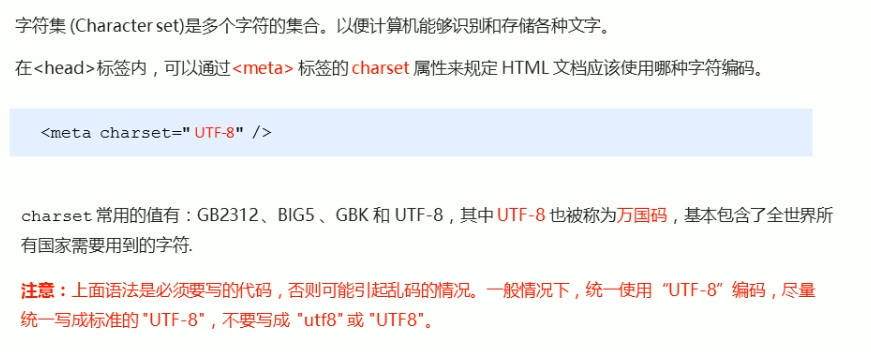 字符集 (Character set)是多个字符的集合。以便计算机能够识别和存储各种文字。
在<head>标签内，可以通过<meta> 标签的 charset 属性来规定 HTML 文档应该使用哪种字符编码。
<meta charset=" UTF-8" />
charset 常用的值有：GB2312、BIG5 、GBK 和 UTF-8，其中 UTF-8 也被称为万国码，基本包含了全世界所
有国家需要用到的字符.
注意：上面语法是必须要写的代码，否则可能引起乱码的情况。一般情况下，统一使用“UTF-8”编码，尽量
统一写成标准的 "UTF-8"，不要写成 "utf8" 或 "UTF8"。